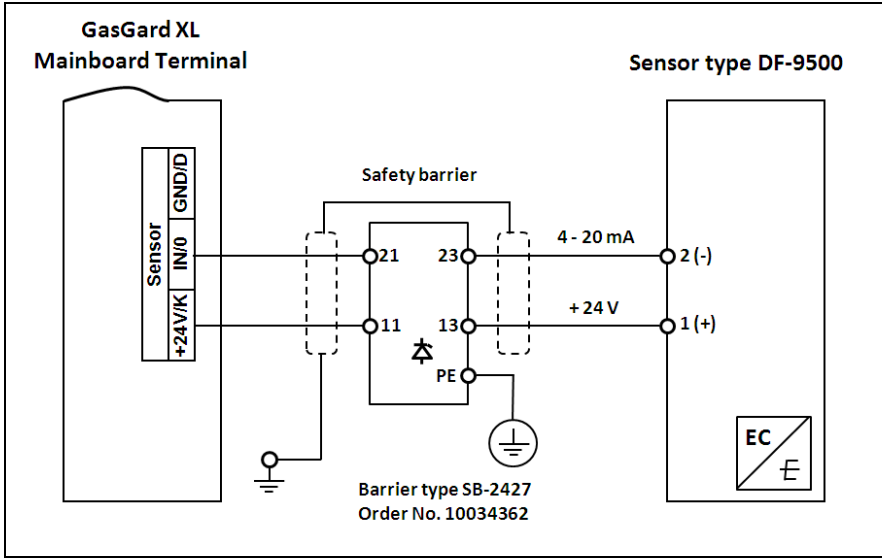 GasGard XL
Mainboard Terminal
Sensor type DF-9500
Sensor
GND/D
IN/0
+24V/K
Safety barrier
21
23
4 - 20 mA
2 (-)
11
13
+ 24 V
1 (+)
PE
EC
E
Barrier type SB-2427
Order No. 10034362